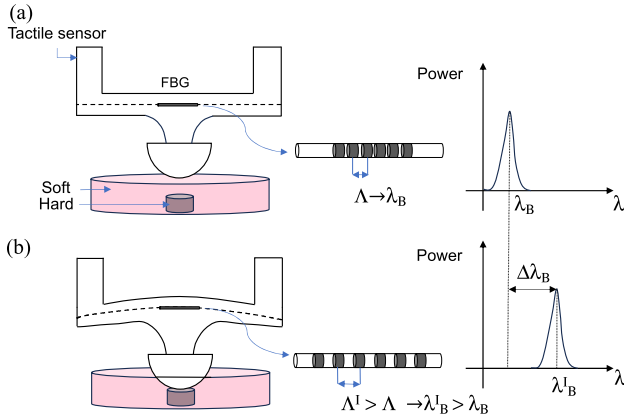 (a)
Tactile sensor
FBG
Power
Soft
Hard
Λ→λB
λB
λ
(b)
Power
ΔλB
Λᴵ > Λ →λᴵB > λB
λᴵB
λ